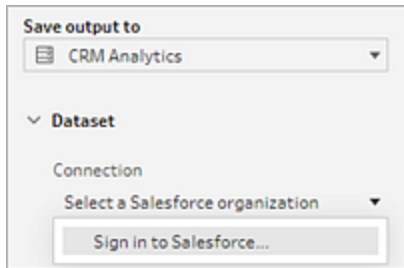 Save output to
CRM Analytics
Dataset
Connection
Select a Salesforce organization
Sign in to Salesforce...